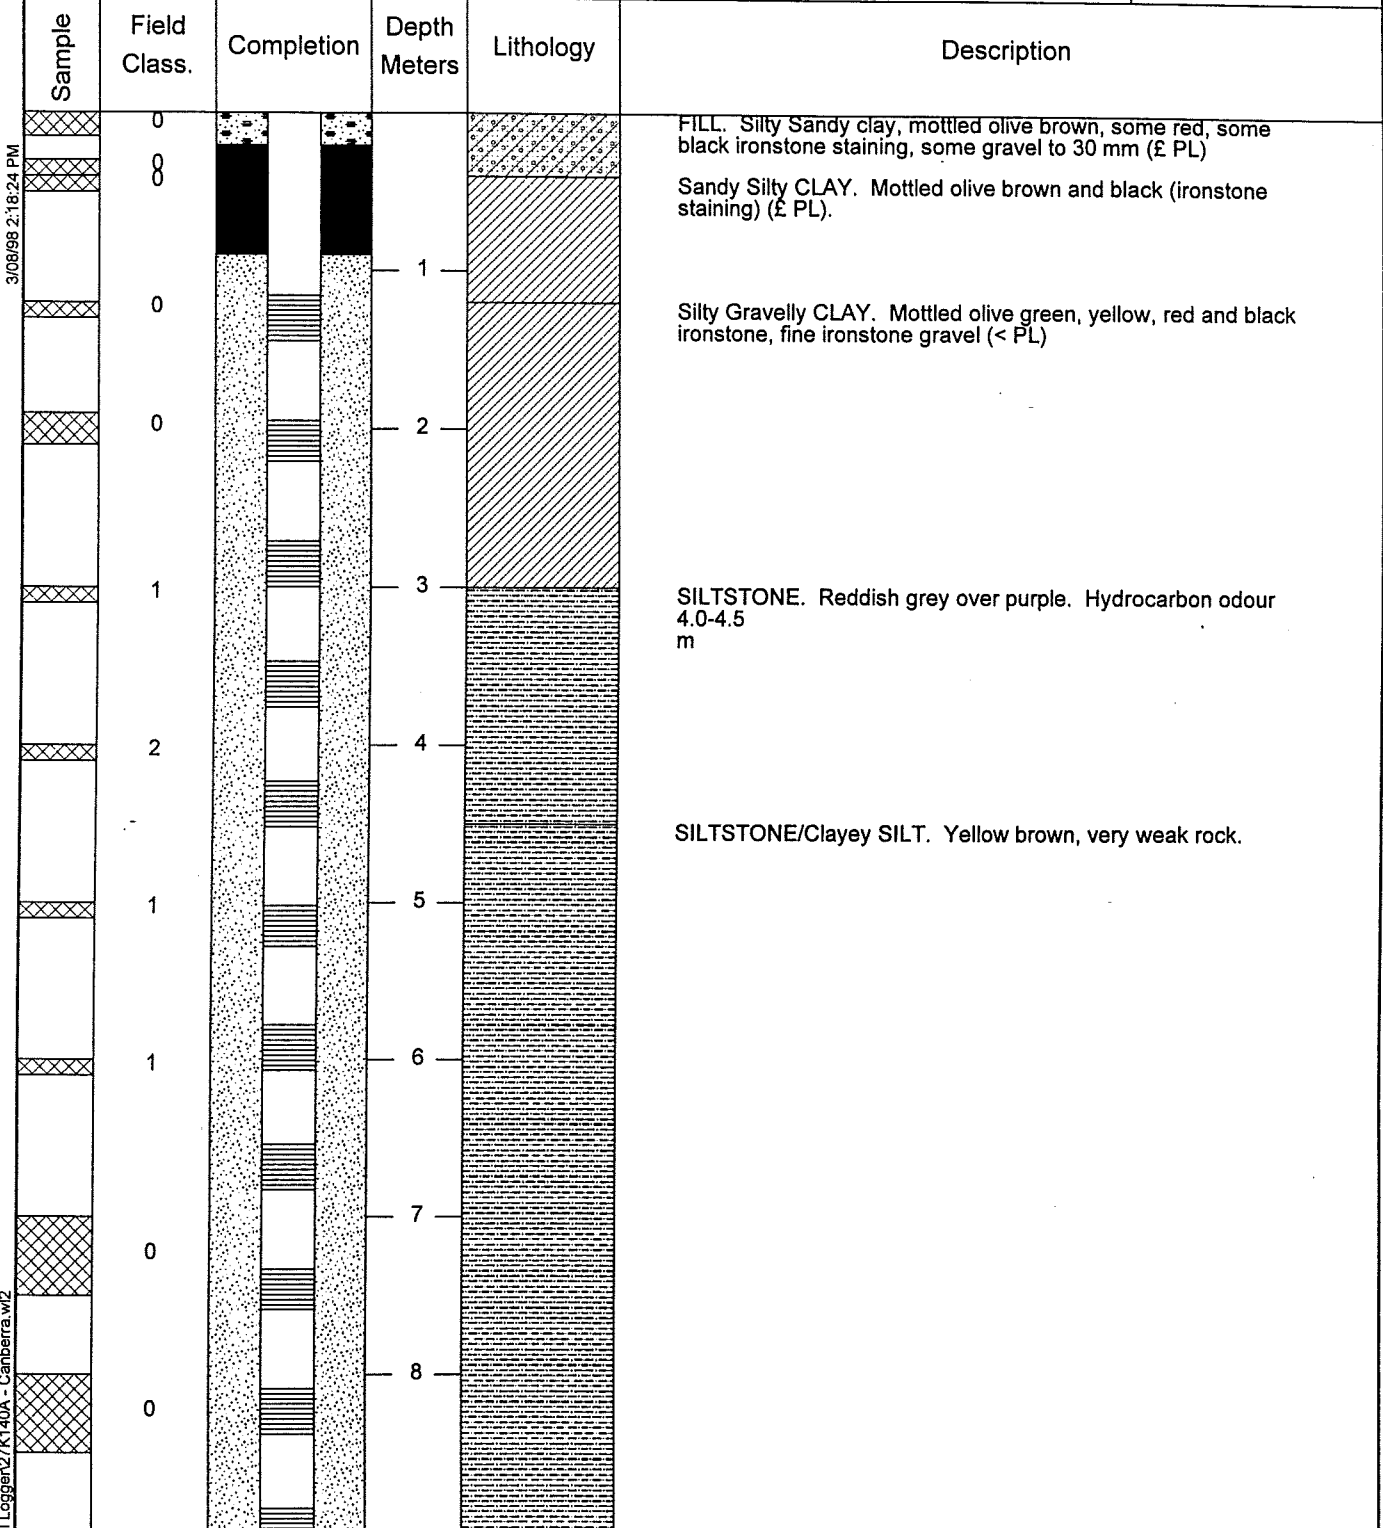 Sample
Field
Class.
Completion
Depth
Meters
Lithology
Description
3/08/98 2:18:24 PM
0
FILL. Silty Sandy clay, mottled olive brown, some red, some
black ironstone staining, some gravel to 30 mm (£ PL)
0
0
Sandy Silty CLAY. Mottled olive brown and black (ironstone
staining) (£ PL).
1
0
Silty Gravelly CLAY. Mottled olive green, yellow, red and black
ironstone, fine ironstone gravel (< PL)
0
2
1
3
SILTSTONE. Reddish grey over purple. Hydrocarbon odour
4.0-4.5
m
2
4
SILTSTONE/Clayey SILT. Yellow brown, very weak rock.
1
5
1
6
7
0
8
0
Logger\27K140A - Canberra.wl2